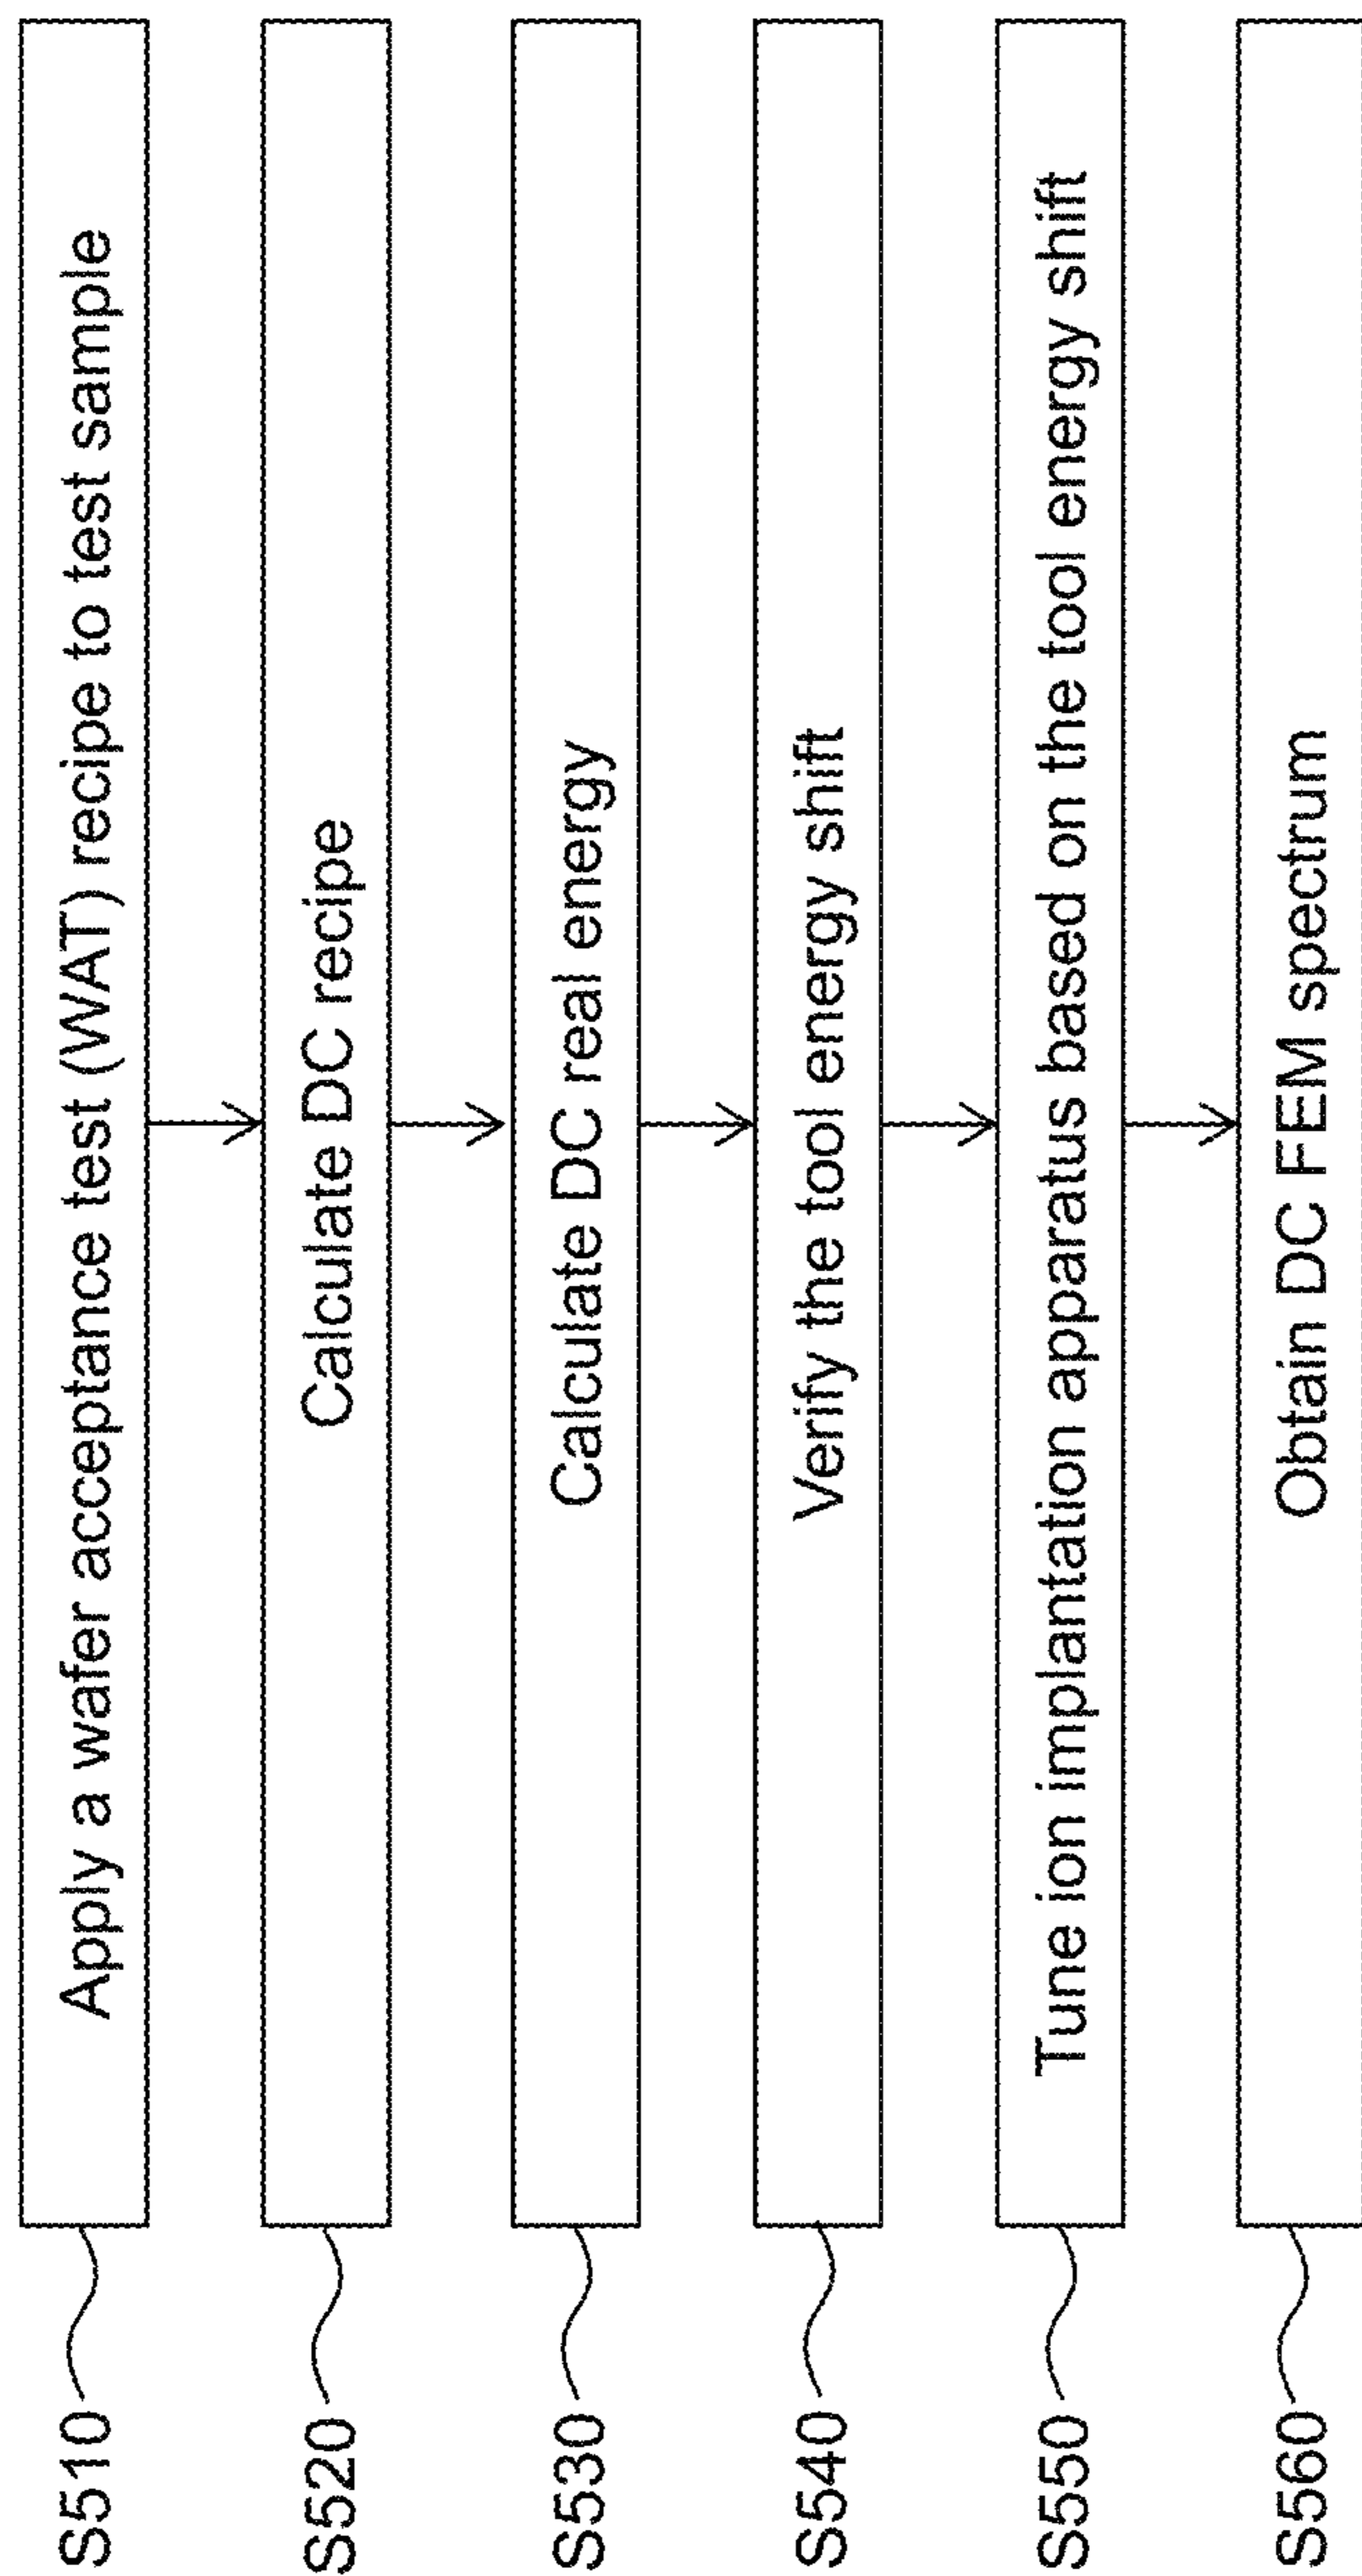 S510
Apply a wafer acceptance test (WAT) recipe to test sample
S520
Calculate DC recipe
S530
Calculate DC real energy
S540
Verify the tool energy shift
S550
Tune ion implantation apparatus based on the tool energy shift
S560
Obtain DC FEM spectrum